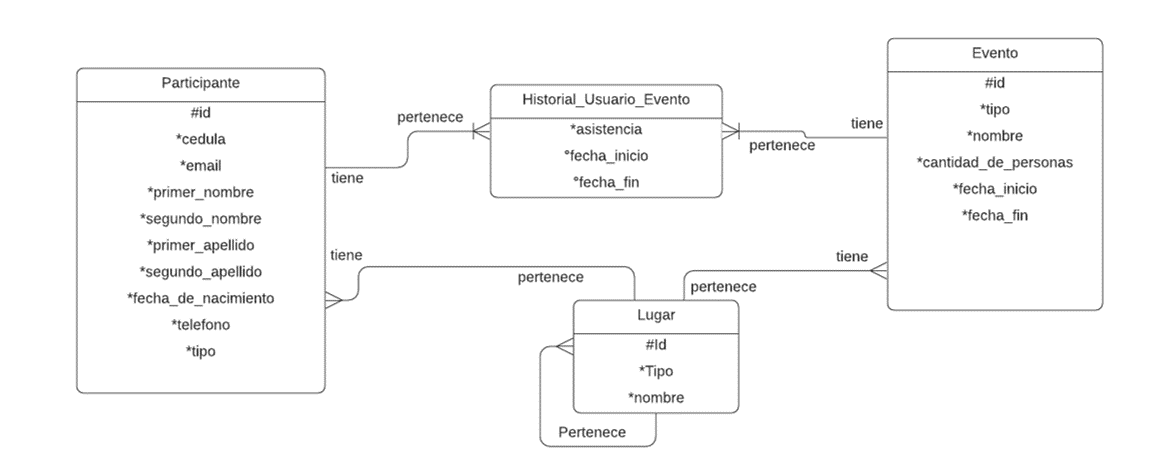 Participante
#id
*cedula
*email
*primer_nombre
*segundo_nombre
*primer_apellido
*segundo_apellido
*fecha_de_nacimiento
*telefono
*tipo
tiene
pertenece
Historial_Usuario_Evento
*asistencia
°fecha_inicio
°fecha_fin
pertenece
tiene
Evento
#id
*tipo
*nombre
*cantidad_de_personas
*fecha_inicio
*fecha_fin
tiene
pertenece
tiene
pertenece
Lugar
#Id
*Tipo
*nombre
Pertenece